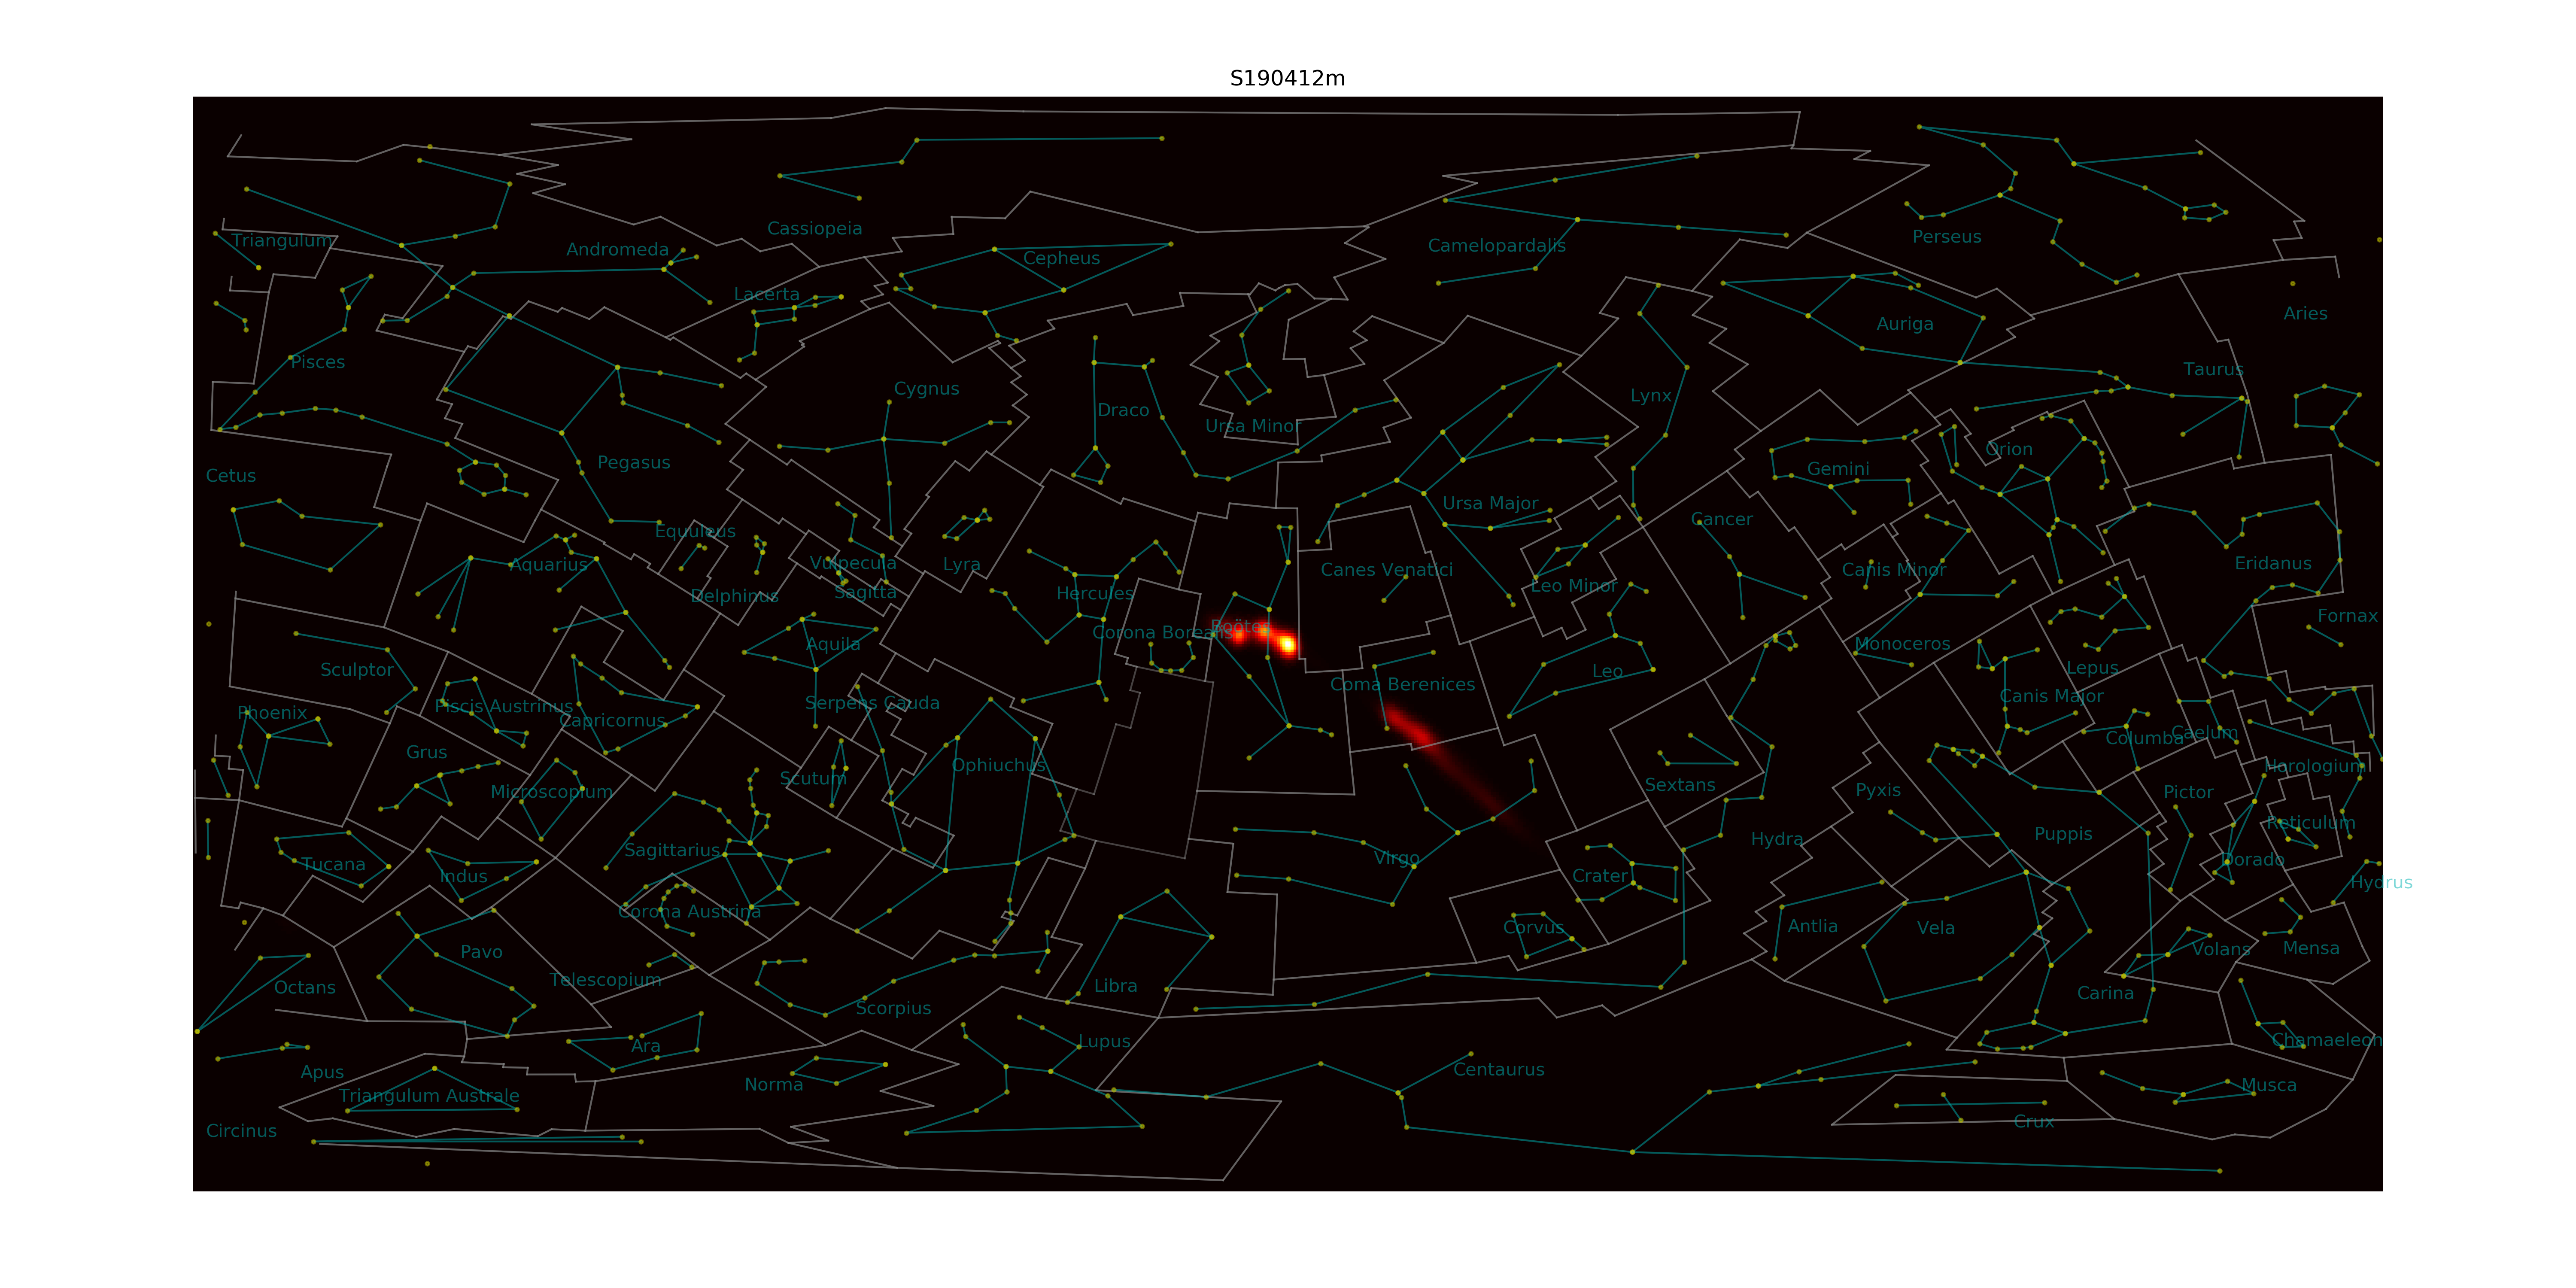 S190412m
Cassiopeia
Perseus
Triangulum
Andromeda
Camelopardalis
Cepheus
Lacerta
Aries
Auriga
Pisces
Taurus
Cygnus
Lynx
Draco
Ursa Minor
Orion
Pegasus
Gemini
Cetus
Ursa Major
Cancer
Equuleus
Aquarius
Vulpecula
Lyra
Canes Venatici
Canis Minor
Eridanus
Leo Minor
Delphinus
Sagitta
Hercules
Fornax
Boötes
Corona Borealis
Aquila
Monoceros
Sculptor
Leo
Lepus
Coma Berenices
Canis Major
Serpens Cauda
Piscis Austrinus
Phoenix
Capricornus
Caelum
Columba
Grus
Ophiuchus
Horologium
Scutum
Sextans
Microscopium
Pyxis
Pictor
Reticulum
Puppis
Hydra
Sagittarius
Virgo
Dorado
Tucana
Indus
Crater
Hydrus
Corona Austrina
Corvus
Antlia
Vela
Mensa
Volans
Pavo
Telescopium
Octans
Libra
Carina
Scorpius
Chamaeleon
Lupus
Ara
Centaurus
Apus
Norma
Musca
Triangulum Australe
Crux
Circinus